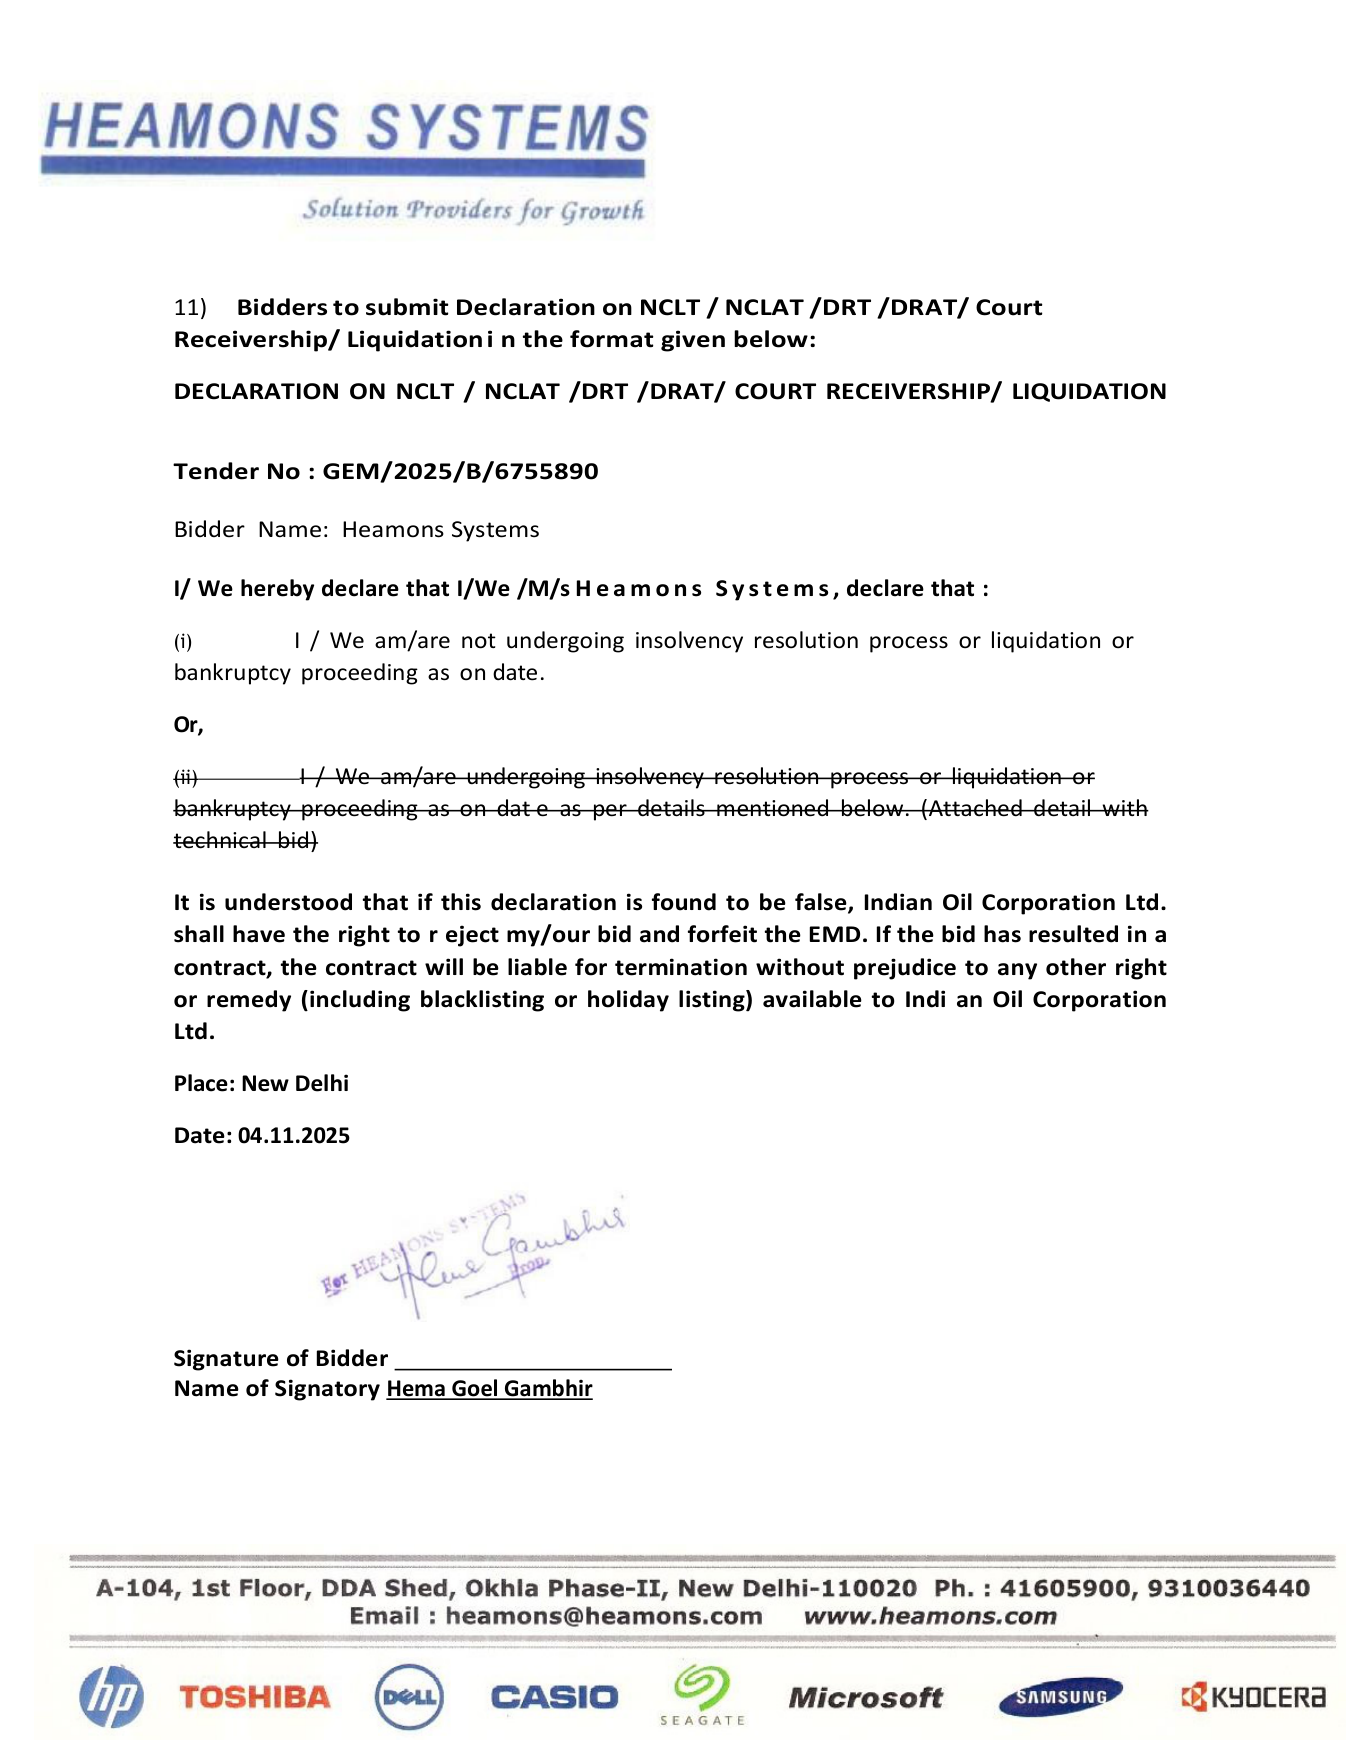 HEAMONS SYSTEMS
Solution Providers for Growth
11) Bidders to submit Declaration on NCLT / NCLAT /DRT /DRAT/ Court
Receivership/ Liquidation i n the format given below:
DECLARATION ON NCLT / NCLAT /DRT /DRAT/ COURT RECEIVERSHIP/ LIQUIDATION
Tender No : GEM/2025/B/6755890
Bidder Name: Heamons Systems
I/ We hereby declare that I/We /M/s Heamons Systems, declare that :
(i) I / We am/are not undergoing insolvency resolution process or liquidation or
bankruptcy proceeding as on date.
Or,
(ii) I / We am/are undergoing insolvency resolution process or liquidation or
bankruptcy proceeding as on dat e as per details mentioned below. (Attached detail with
technical bid)
It is understood that if this declaration is found to be false, Indian Oil Corporation Ltd.
shall have the right to r eject my/our bid and forfeit the EMD. If the bid has resulted in a
contract, the contract will be liable for termination without prejudice to any other right
or remedy (including blacklisting or holiday listing) available to Indi an Oil Corporation
Ltd.
Place: New Delhi
Date: 04.11.2025
For HEAMONS SYSTEMS
Hema Gambhir
Prop.
Signature of Bidder
Name of Signatory Hema Goel Gambhir
A-104, 1st Floor, DDA Shed, Okhla Phase-II, New Delhi-110020 Ph. : 41605900, 9310036440
Email : heamons@heamons.com www.heamons.com
hp TOSHIBA DELL CASIO SEAGATE Microsoft SAMSUNG KYOCERA